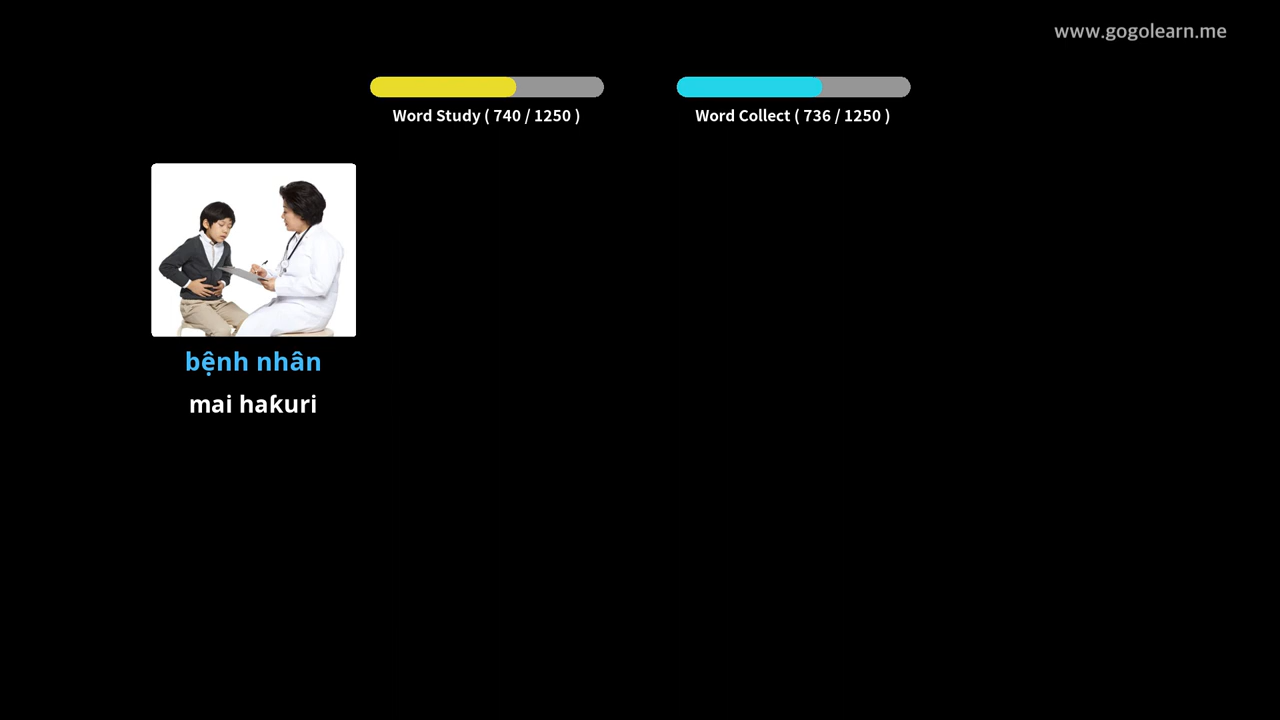 www.gogolearn.me
Word Study ( 740 / 1250 )
Word Collect ( 736 / 1250 )
bệnh nhân
mai haƙuri